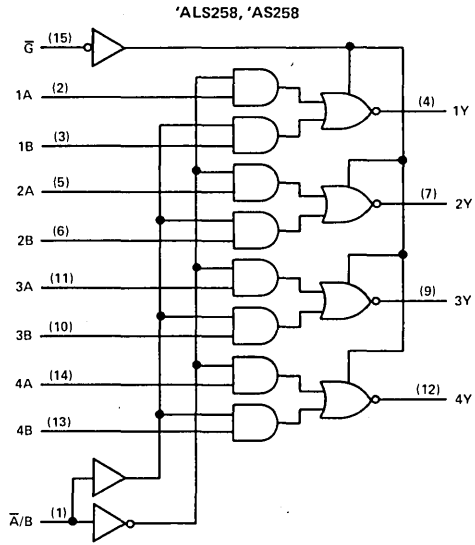 'ALS258, 'AS258
G̅ (15)
1A (2)
(4) 1Y
1B (3)
2A (5)
(7) 2Y
2B (6)
3A (11)
(9) 3Y
3B (10)
4A (14)
(12) 4Y
4B (13)
A̅/B (1)